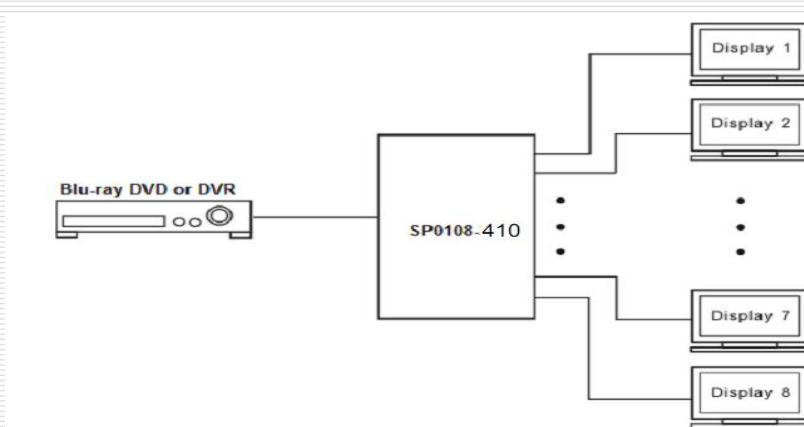 Display 1
Display 2
Blu-ray DVD or DVR
SP0108-410
Display 7
Display 8